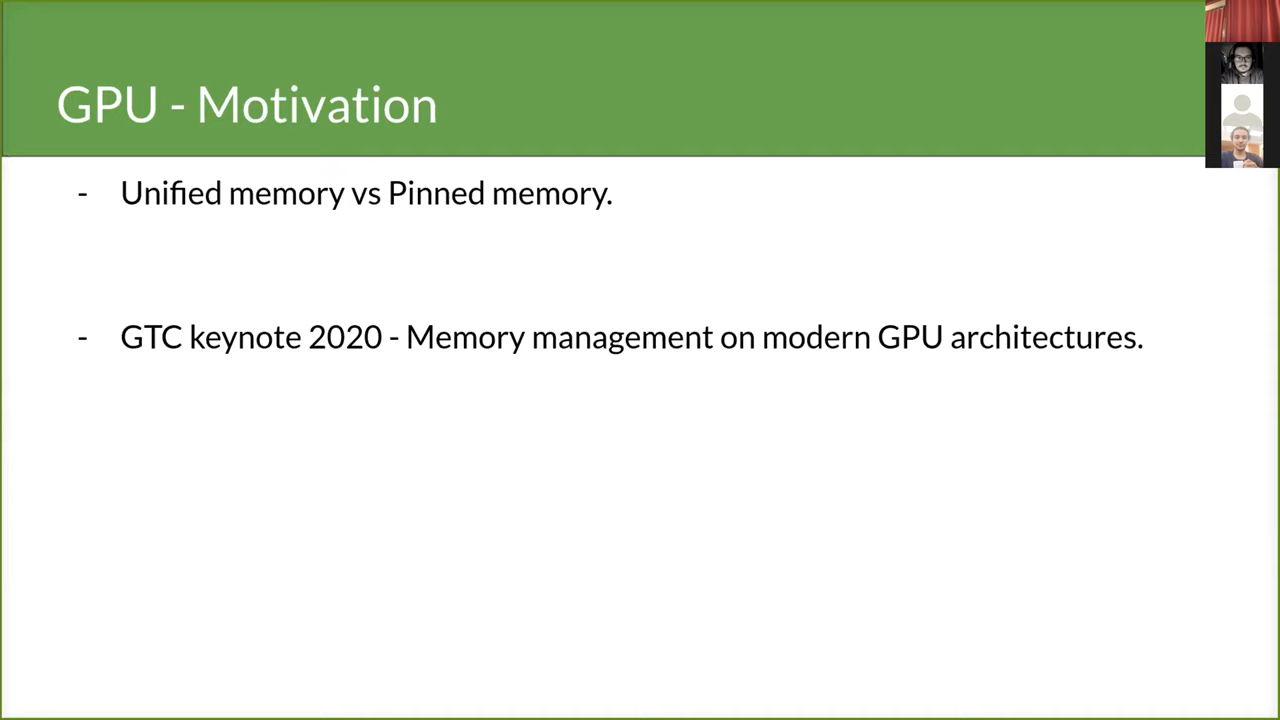 GPU - Motivation
- Unified memory vs Pinned memory.
- GTC keynote 2020 - Memory management on modern GPU architectures.